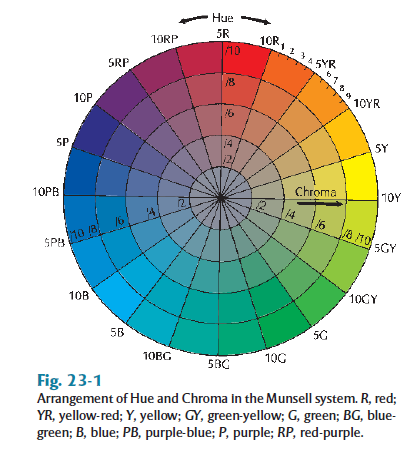 Hue
5R
10R
1 2 3 4 5YR
6 7 8 9 10YR
5Y
10Y
5GY
10GY
5G
10G
5BG
10BG
5B
10B
5PB
10PB
5P
10P
5RP
10RP
/10
/8
/6
/4
/2
Chroma
/2 /4 /6 /8 /10
/10 /8 /6 /4 /2
Fig. 23-1
Arrangement of Hue and Chroma in the Munsell system. R, red;
YR, yellow-red; Y, yellow; GY, green-yellow; G, green; BG, blue-
green; B, blue; PB, purple-blue; P, purple; RP, red-purple.